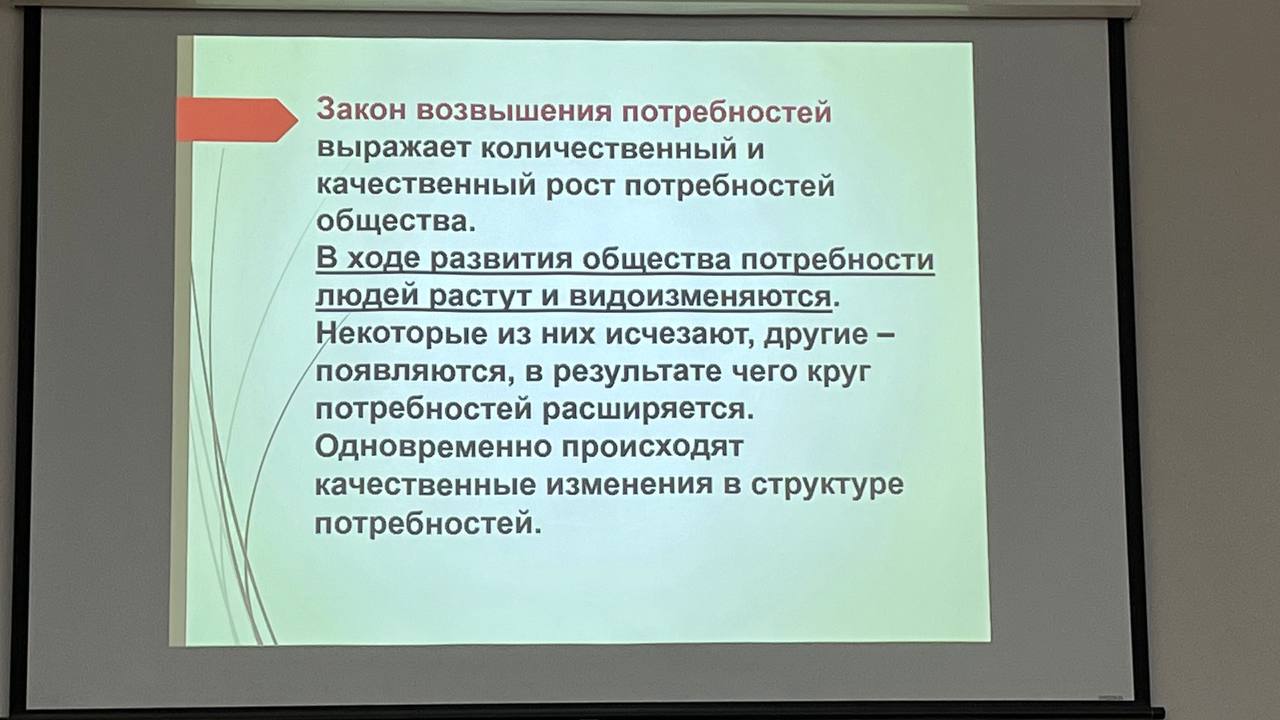 Закон возвышения потребностей
выражает количественный и
качественный рост потребностей
общества.
В ходе развития общества потребности
людей растут и видоизменяются.
Некоторые из них исчезают, другие –
появляются, в результате чего круг
потребностей расширяется.
Одновременно происходят
качественные изменения в структуре
потребностей.